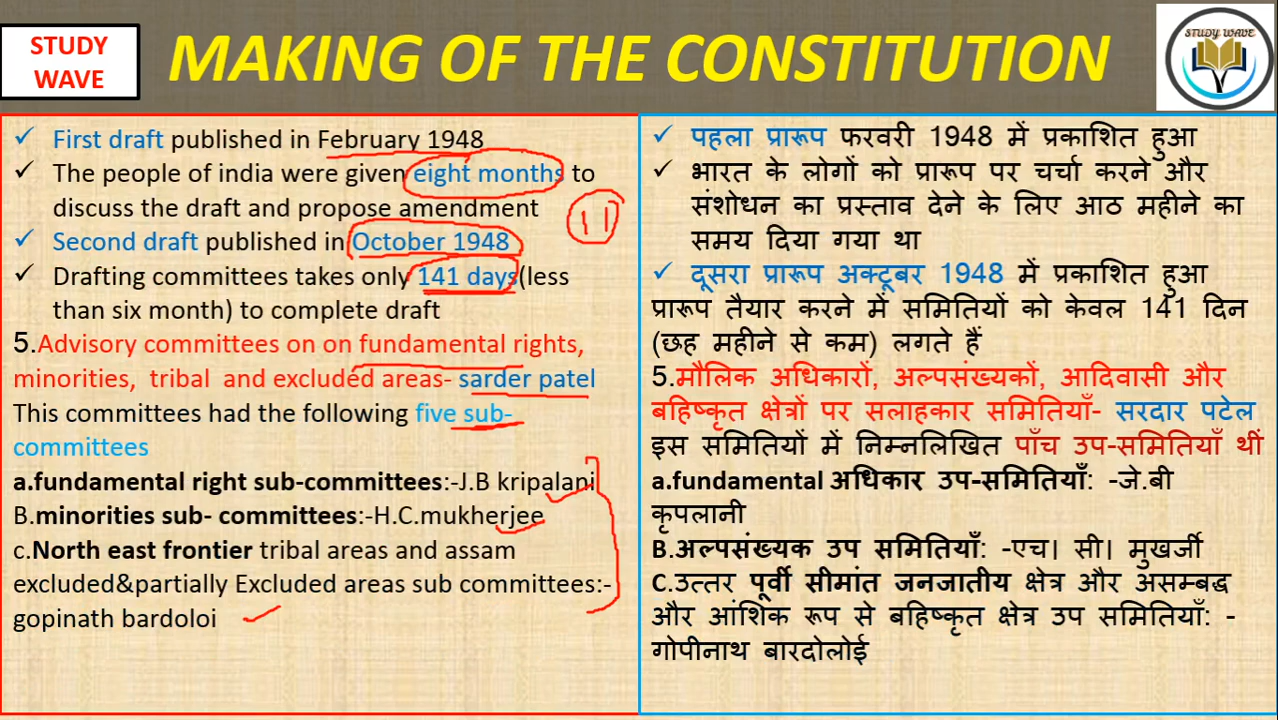 STUDY
WAVE
MAKING OF THE CONSTITUTION
STUDY WAVE
First draft published in February 1948
The people of india were given eight months to
discuss the draft and propose amendment
11
Second draft published in October 1948
Drafting committees takes only 141 days(less
than six month) to complete draft
5.Advisory committees on on fundamental rights,
minorities, tribal and excluded areas- sarder patel
This committees had the following five sub-
committees
a.fundamental right sub-committees:-J.B kripalani
B.minorities sub- committees:-H.C.mukherjee
c.North east frontier tribal areas and assam
excluded&partially Excluded areas sub committees:-
gopinath bardoloi
पहला प्रारूप फरवरी 1948 में प्रकाशित हुआ
भारत के लोगों को प्रारूप पर चर्चा करने और
संशोधन का प्रस्ताव देने के लिए आठ महीने का
समय दिया गया था
दूसरा प्रारूप अक्टूबर 1948 में प्रकाशित हुआ
प्रारूप तैयार करने में समितियों को केवल 141 दिन
(छह महीने से कम) लगते हैं
5.मौलिक अधिकारों, अल्पसंख्यकों, आदिवासी और
बहिष्कृत क्षेत्रों पर सलाहकार समितियाँ- सरदार पटेल
इस समितियों में निम्नलिखित पाँच उप-समितियाँ थीं
a.fundamental अधिकार उप-समितियाँ: -जे.बी
कृपलानी
B.अल्पसंख्यक उप समितियाँ: -एच। सी। मुखर्जी
C.उत्तर पूर्वी सीमांत जनजातीय क्षेत्र और असम्बद्ध
और आंशिक रूप से बहिष्कृत क्षेत्र उप समितियाँ: -
गोपीनाथ बारदोलोई